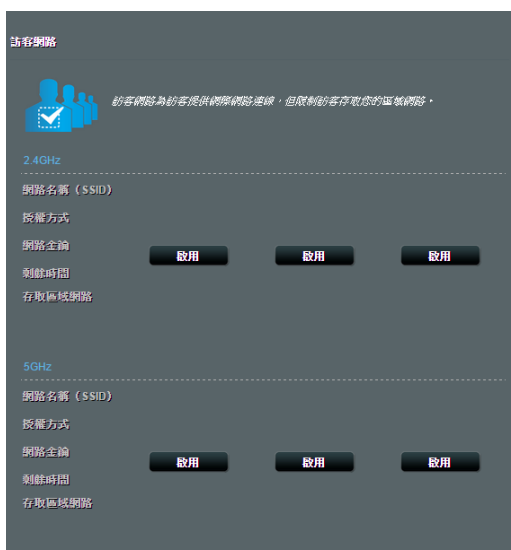 訪客網路
訪客網路為訪客提供網際網路連線，但限制訪客存取您的區域網路。
2.4GHz
網路名稱（SSID）
授權方式
網路金鑰
啟用 啟用 啟用
剩餘時間
存取區域網路
5GHz
網路名稱（SSID）
授權方式
網路金鑰
啟用 啟用 啟用
剩餘時間
存取區域網路